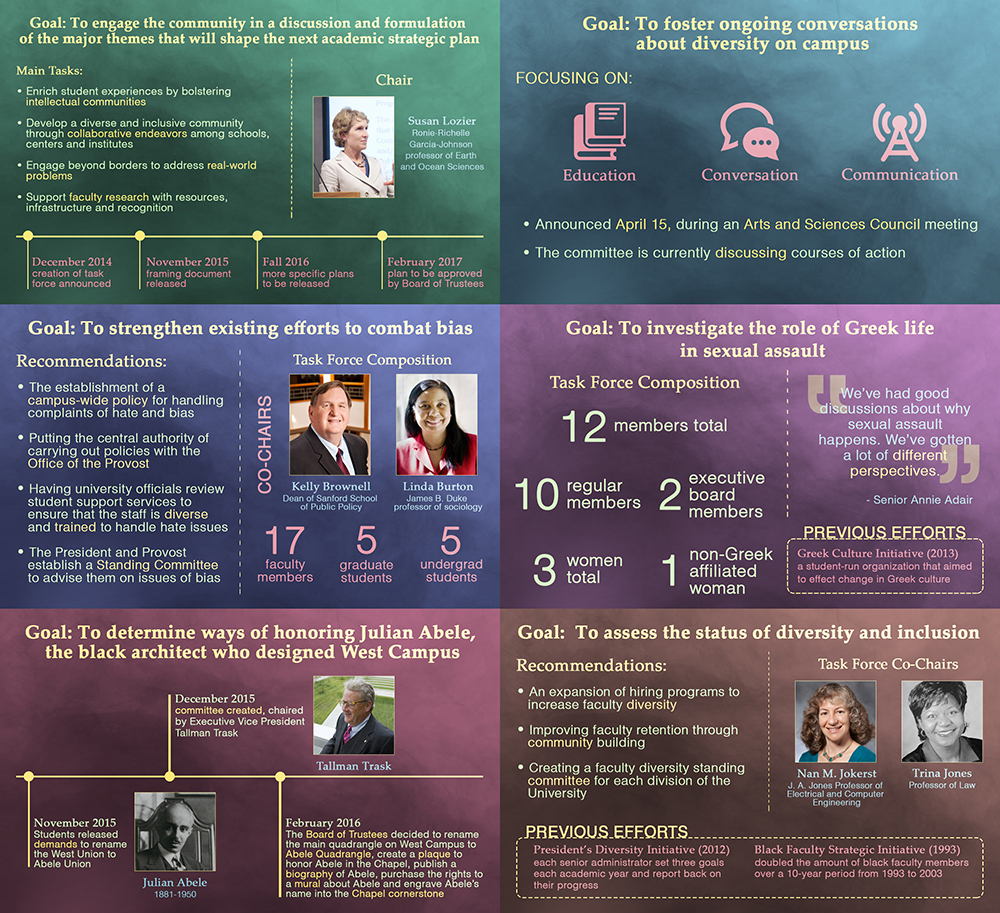 Goal: To engage the community in a discussion and formulation
of the major themes that will shape the next academic strategic plan
Main Tasks:
• Enrich student experiences by bolstering
intellectual communities
• Develop a diverse and inclusive community
through collaborative endeavors among schools,
centers and institutes
• Engage beyond borders to address real-world
problems
• Support faculty research with resources,
infrastructure and recognition
Chair
Susan Lozier
Ronie-Richelle
Garcia-Johnson
professor of Earth
and Ocean Sciences
December 2014
creation of task
force announced
November 2015
framing document
released
Fall 2016
more specific plans
to be released
February 2017
plan to be approved
by Board of Trustees
Goal: To foster ongoing conversations
about diversity on campus
FOCUSING ON:
Education
Conversation
Communication
• Announced April 15, during an Arts and Sciences Council meeting
• The committee is currently discussing courses of action
Goal: To strengthen existing efforts to combat bias
Recommendations:
• The establishment of a
campus-wide policy for handling
complaints of hate and bias
• Putting the central authority of
carrying out policies with the
Office of the Provost
• Having university officials review
student support services to
ensure that the staff is diverse
and trained to handle hate issues
• The President and Provost
establish a Standing Committee
to advise them on issues of bias
Task Force Composition
CO-CHAIRS
Kelly Brownell
Dean of Sanford School
of Public Policy
Linda Burton
James B. Duke
professor of sociology
17
faculty
members
5
graduate
students
5
undergrad
students
Goal: To investigate the role of Greek life
in sexual assault
Task Force Composition
12 members total
10 regular
members
2 executive
board
members
3 women
total
1 non-Greek
affiliated
woman
"We've had good
discussions about why
sexual assault
happens. We've gotten
a lot of different
perspectives."
- Senior Annie Adair
PREVIOUS EFFORTS
Greek Culture Initiative (2013)
a student-run organization that aimed
to effect change in Greek culture
Goal: To determine ways of honoring Julian Abele,
the black architect who designed West Campus
December 2015
committee created, chaired
by Executive Vice President
Tallman Trask
Tallman Trask
November 2015
Students released
demands to rename
the West Union to
Abele Union
Julian Abele
1881-1950
February 2016
The Board of Trustees decided to rename
the main quadrangle on West Campus to
Abele Quadrangle, create a plaque to
honor Abele in the Chapel, publish a
biography of Abele, purchase the rights to
a mural about Abele and engrave Abele's
name into the Chapel cornerstone
Goal: To assess the status of diversity and inclusion
Recommendations:
• An expansion of hiring programs to
increase faculty diversity
• Improving faculty retention through
community building
• Creating a faculty diversity standing
committee for each division of the
University
Task Force Co-Chairs
Nan M. Jokerst
J. A. Jones Professor of
Electrical and Computer
Engineering
Trina Jones
Professor of Law
PREVIOUS EFFORTS
President's Diversity Initiative (2012)
each senior administrator set three goals
each academic year and report back on
their progress
Black Faculty Strategic Initiative (1993)
doubled the amount of black faculty members
over a 10-year period from 1993 to 2003